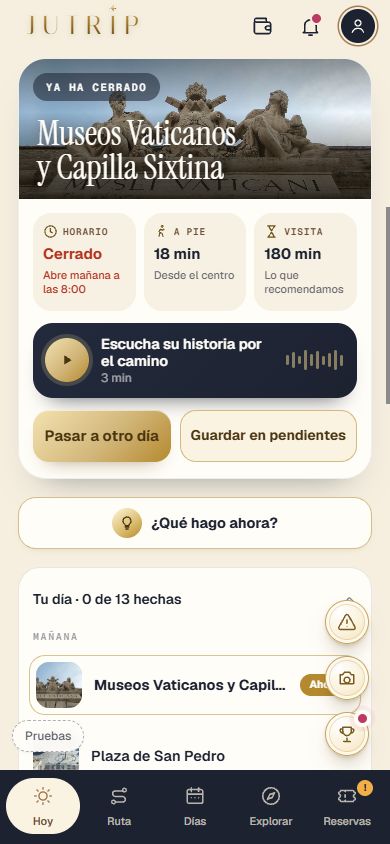 JUTRIP
YA HA CERRADO
Museos Vaticanos
y Capilla Sixtina
MUSEI VATICANI
HORARIO
Cerrado
Abre mañana a
las 8:00
A PIE
18 min
Desde el centro
VISITA
180 min
Lo que
recomendamos
Escucha su historia por
el camino
3 min
Pasar a otro día
Guardar en pendientes
¿Qué hago ahora?
Tu día · 0 de 13 hechas
MAÑANA
Museos Vaticanos y Capil...
Pruebas
Plaza de San Pedro
!
Hoy
Ruta
Días
Explorar
Reservas